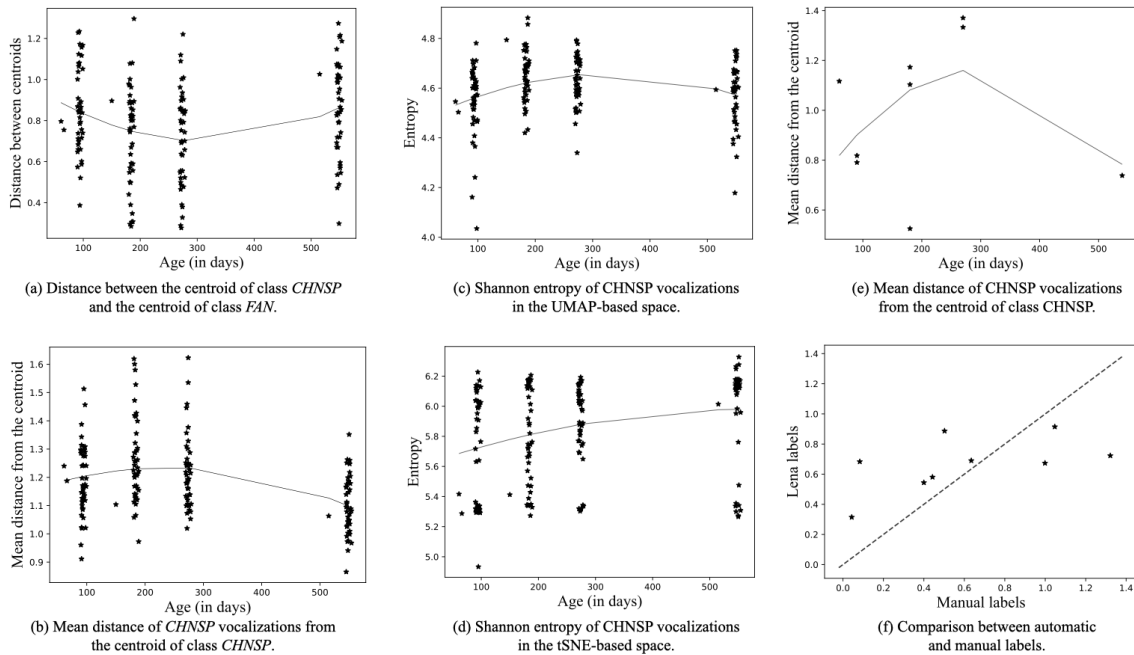 1.2
1.0
0.8
0.6
0.4
Distance between centroids
100 200 300 400 500
Age (in days)
(a) Distance between the centroid of class CHNSP
and the centroid of class FAN.
4.8
4.6
4.4
4.2
4.0
Entropy
100 200 300 400 500
Age (in days)
(c) Shannon entropy of CHNSP vocalizations
in the UMAP-based space.
1.4
1.2
1.0
0.8
0.6
Mean distance from the centroid
100 200 300 400 500
Age (in days)
(e) Mean distance of CHNSP vocalizations
from the centroid of class CHNSP.
1.6
1.5
1.4
1.3
1.2
1.1
1.0
0.9
Mean distance from the centroid
100 200 300 400 500
Age (in days)
(b) Mean distance of CHNSP vocalizations from
the centroid of class CHNSP.
6.2
6.0
5.8
5.6
5.4
5.2
5.0
Entropy
100 200 300 400 500
Age (in days)
(d) Shannon entropy of CHNSP vocalizations
in the tSNE-based space.
1.4
1.2
1.0
0.8
0.6
0.4
0.2
0.0
Lena labels
0.0 0.2 0.4 0.6 0.8 1.0 1.2 1.4
Manual labels
(f) Comparison between automatic
and manual labels.